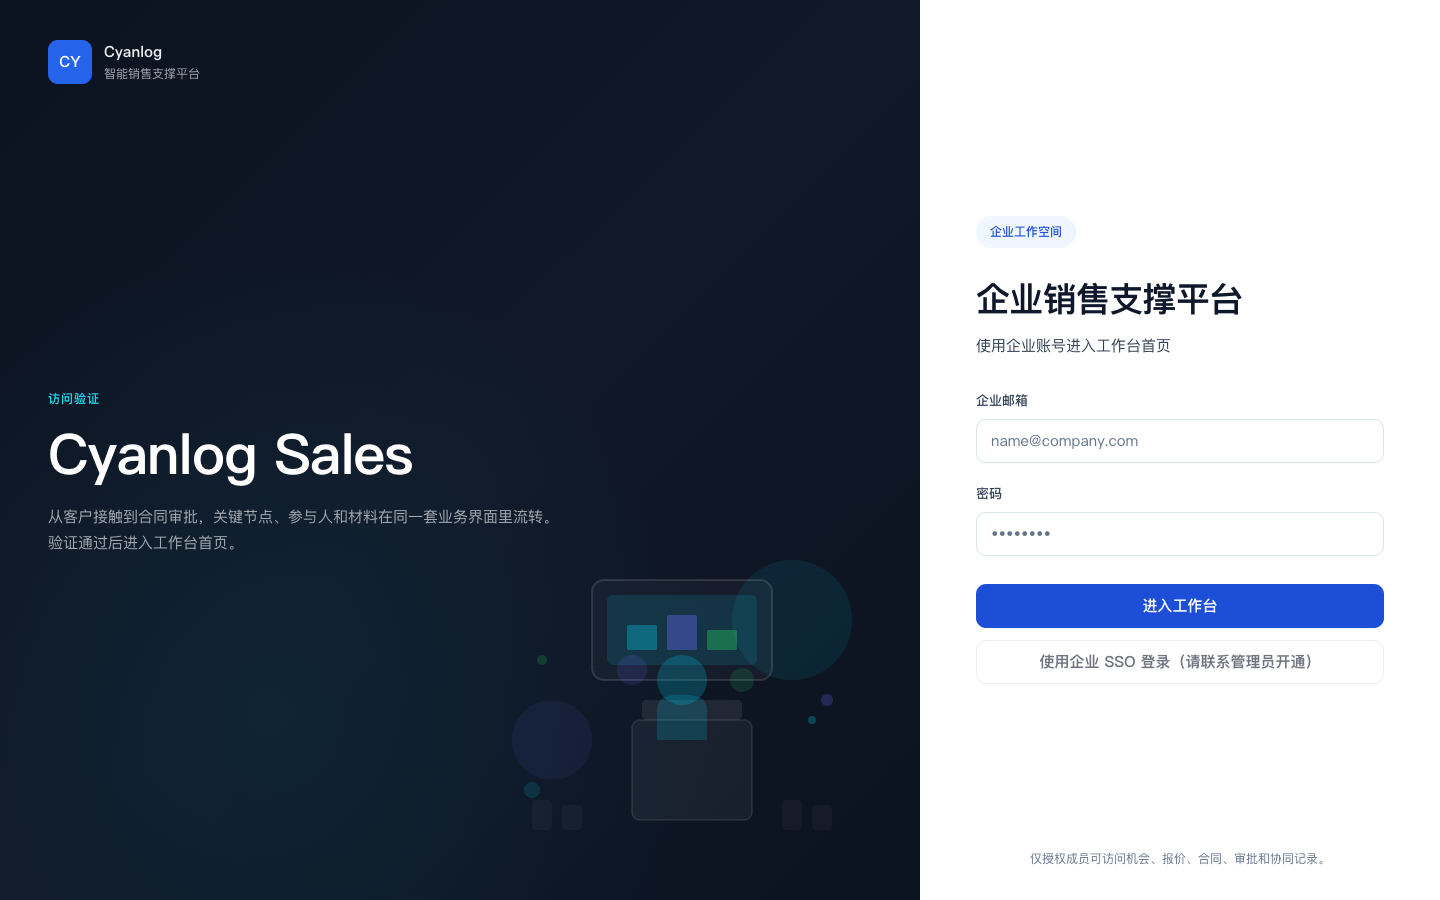 CY
Cyanlog
智能销售支撑平台
访问验证
Cyanlog Sales
从客户接触到合同审批，关键节点、参与人和材料在同一套业务界面里流转。
验证通过后进入工作台首页。
企业工作空间
企业销售支撑平台
使用企业账号进入工作台首页
企业邮箱
name@company.com
密码
••••••••
进入工作台
使用企业 SSO 登录（请联系管理员开通）
仅授权成员可访问机会、报价、合同、审批和协同记录。